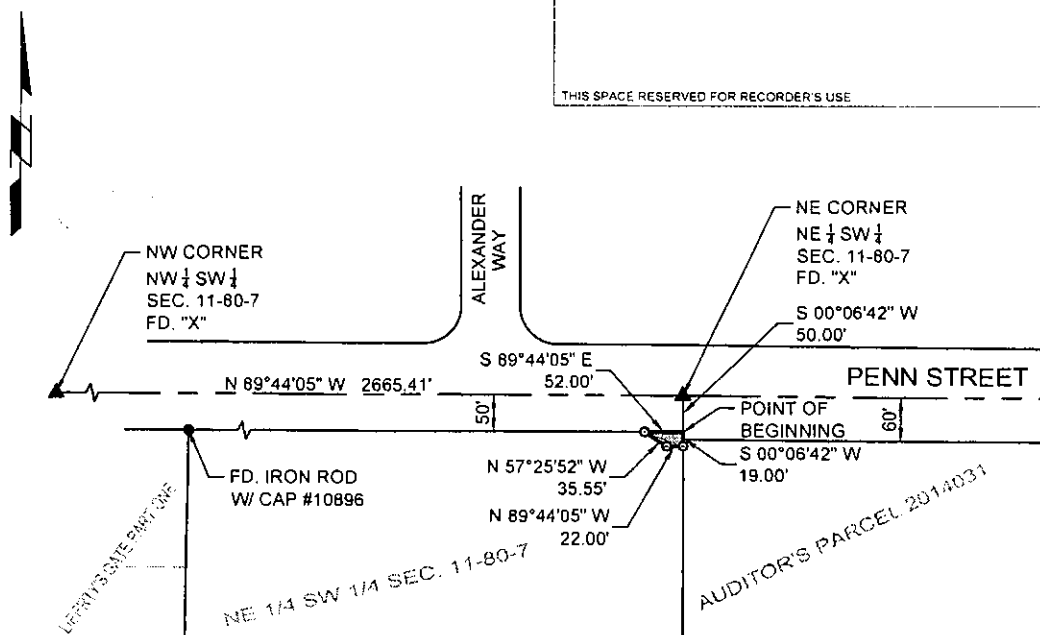 THIS SPACE RESERVED FOR RECORDER'S USE
ALEXANDER
WAY
NW CORNER
NW 1/4 SW 1/4
SEC. 11-80-7
FD. "X"
NE CORNER
NE 1/4 SW 1/4
SEC. 11-80-7
FD. "X"
S 00°06'42" W
50.00'
S 89°44'05" E
52.00'
N 89°44'05" W 2665.41'
PENN STREET
50'
60'
POINT OF
BEGINNING
S 00°06'42" W
19.00'
FD. IRON ROD
W/ CAP #10896
N 57°25'52" W
35.55'
N 89°44'05" W
22.00'
GATE PART ONE
NE 1/4 SW 1/4 SEC. 11-80-7
AUDITOR'S PARCEL 2014031